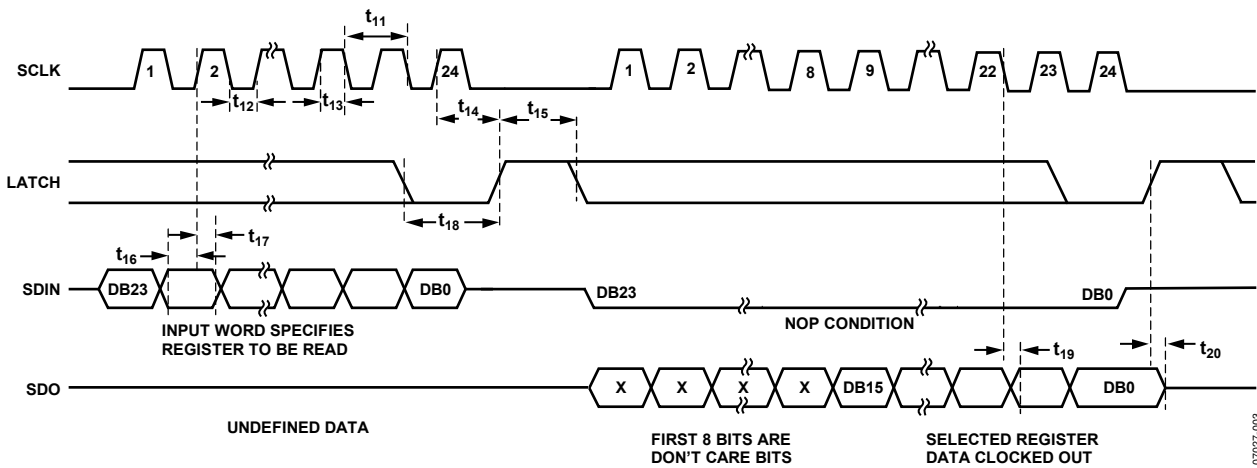 t11
SCLK
1
2
24
1
2
8
9
22
23
24
t12
t13
t14
t15
LATCH
t18
t16
t17
SDIN
DB23
DB0
DB23
DB0
INPUT WORD SPECIFIES
REGISTER TO BE READ
NOP CONDITION
t19
t20
SDO
X
X
X
X
DB15
DB0
UNDEFINED DATA
FIRST 8 BITS ARE
DON'T CARE BITS
SELECTED REGISTER
DATA CLOCKED OUT
07027-003